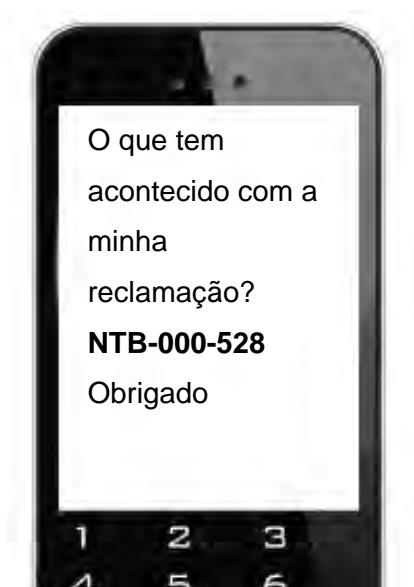 O que tem
acontecido com a
minha
reclamação?
NTB-000-528
Obrigado
1 2 3
4 5 6